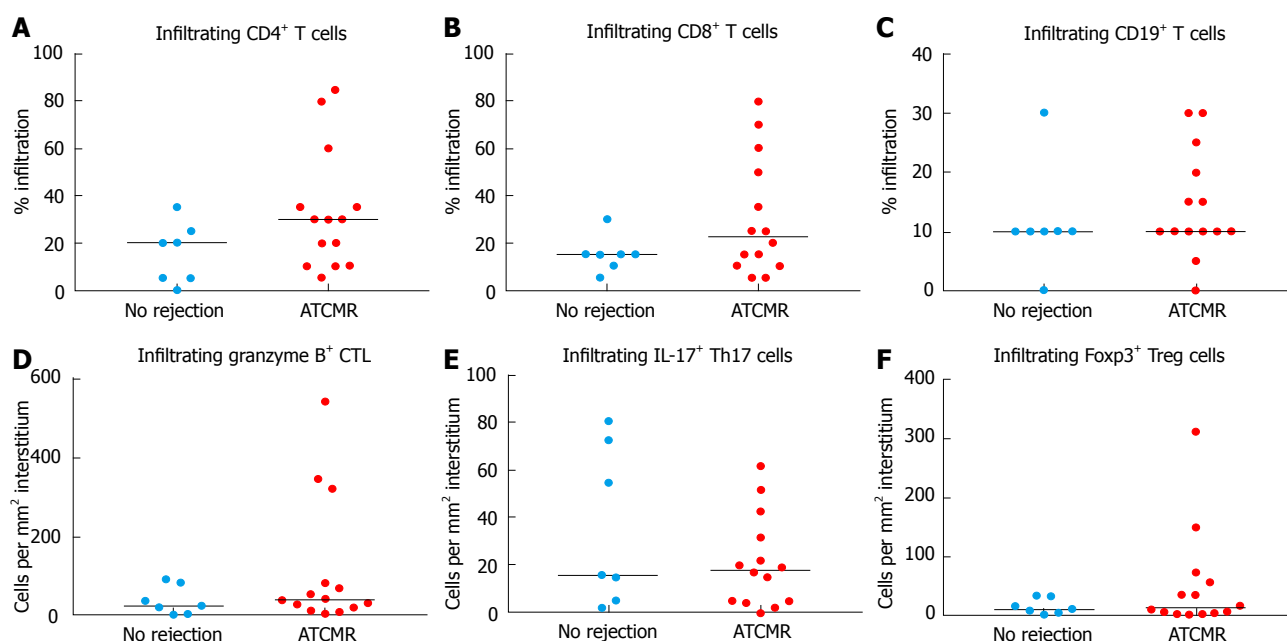 A
Infiltrating CD4+ T cells
% infiltration
100
80
60
40
20
0
No rejection
ATCMR
B
Infiltrating CD8+ T cells
% infiltration
100
80
60
40
20
0
No rejection
ATCMR
C
Infiltrating CD19+ T cells
% infiltration
40
30
20
10
0
No rejection
ATCMR
D
Infiltrating granzyme B+ CTL
Cells per mm2 interstitium
600
400
200
0
No rejection
ATCMR
E
Infiltrating IL-17+ Th17 cells
Cells per mm2 interstitium
100
80
60
40
20
0
No rejection
ATCMR
F
Infiltrating Foxp3+ Treg cells
Cells per mm2 interstitium
400
300
200
100
0
No rejection
ATCMR